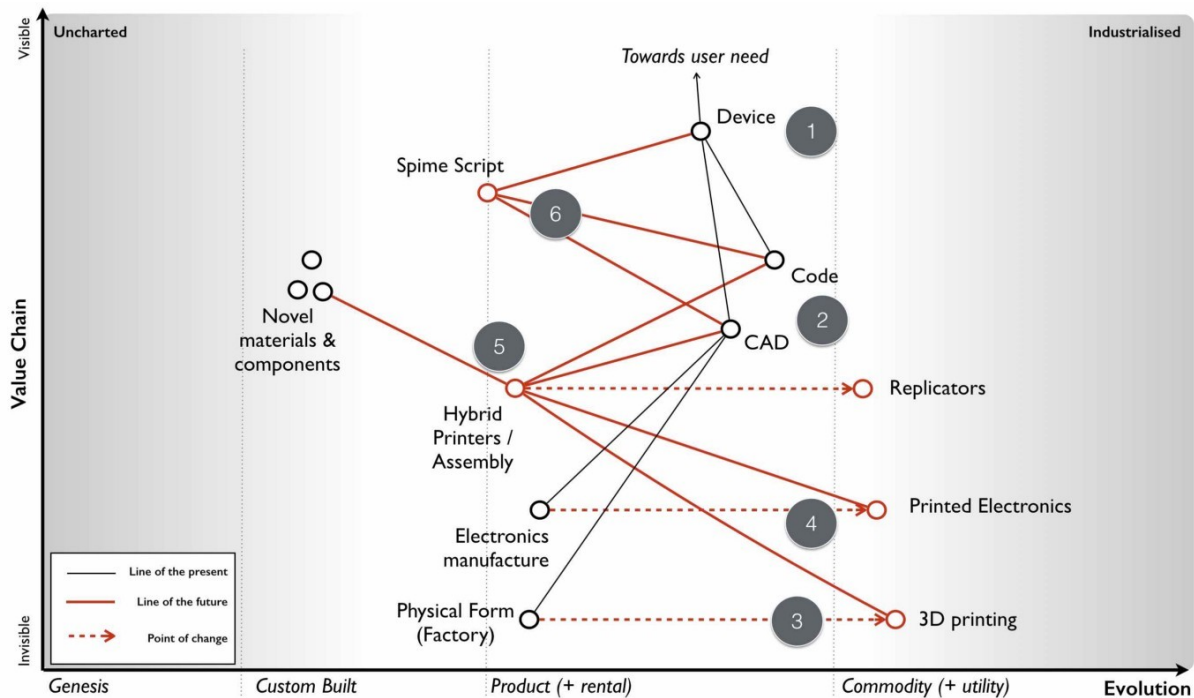 Visible
Uncharted
Industrialised
Towards user need
Device
1
Spime Script
6
Code
Novel
materials &
components
2
CAD
5
Value Chain
Replicators
Hybrid
Printers /
Assembly
Printed Electronics
4
Electronics
manufacture
Line of the present
Line of the future
Point of change
Physical Form
(Factory)
3
3D printing
Invisible
Genesis
Custom Built
Product (+ rental)
Commodity (+ utility)
Evolution